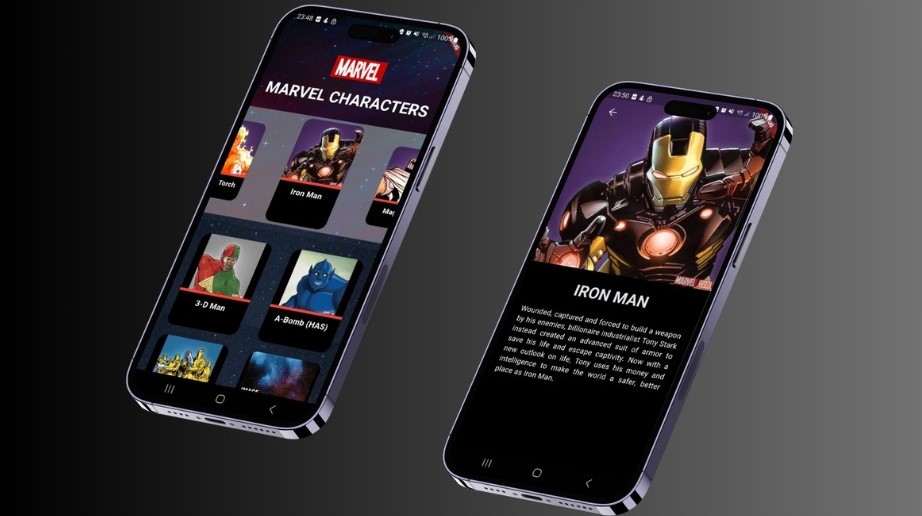 23:48
100%
MARVEL
MARVEL CHARACTERS
Torch
Iron Man
Mag
3-D Man
A-Bomb (HAS)
23:50
100%
IRON MAN
Wounded, captured and forced to build a weapon
by his enemies, billionaire industrialist Tony Stark
instead created an advanced suit of armor to
save his life and escape captivity. Now with a
new outlook on life, Tony uses his money and
intelligence to make the world a safer, better
place as Iron Man.